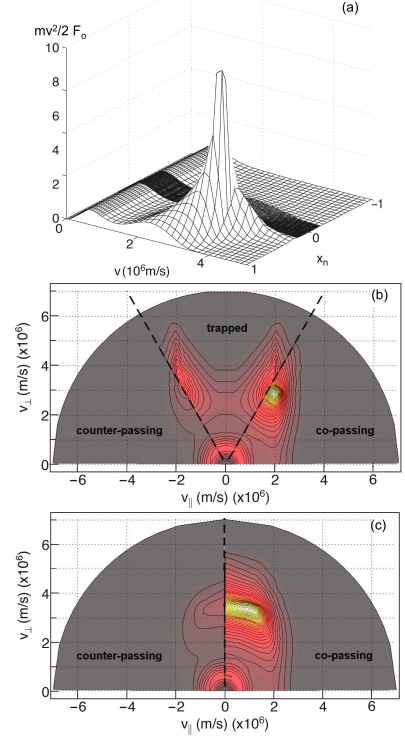 (a)
mv²/2 Fₒ
10
8
6
4
2
0
0
2
4
v (10⁶m/s)
1
0
−1
xₙ
(b)
trapped
counter-passing
co-passing
v⊥ (m/s) (x10⁶)
6
4
2
0
−6 −4 −2 0 2 4 6
v∥ (m/s) (x10⁶)
(c)
counter-passing
co-passing
v⊥ (m/s) (x10⁶)
6
4
2
0
−6 −4 −2 0 2 4 6
v∥ (m/s) (x10⁶)